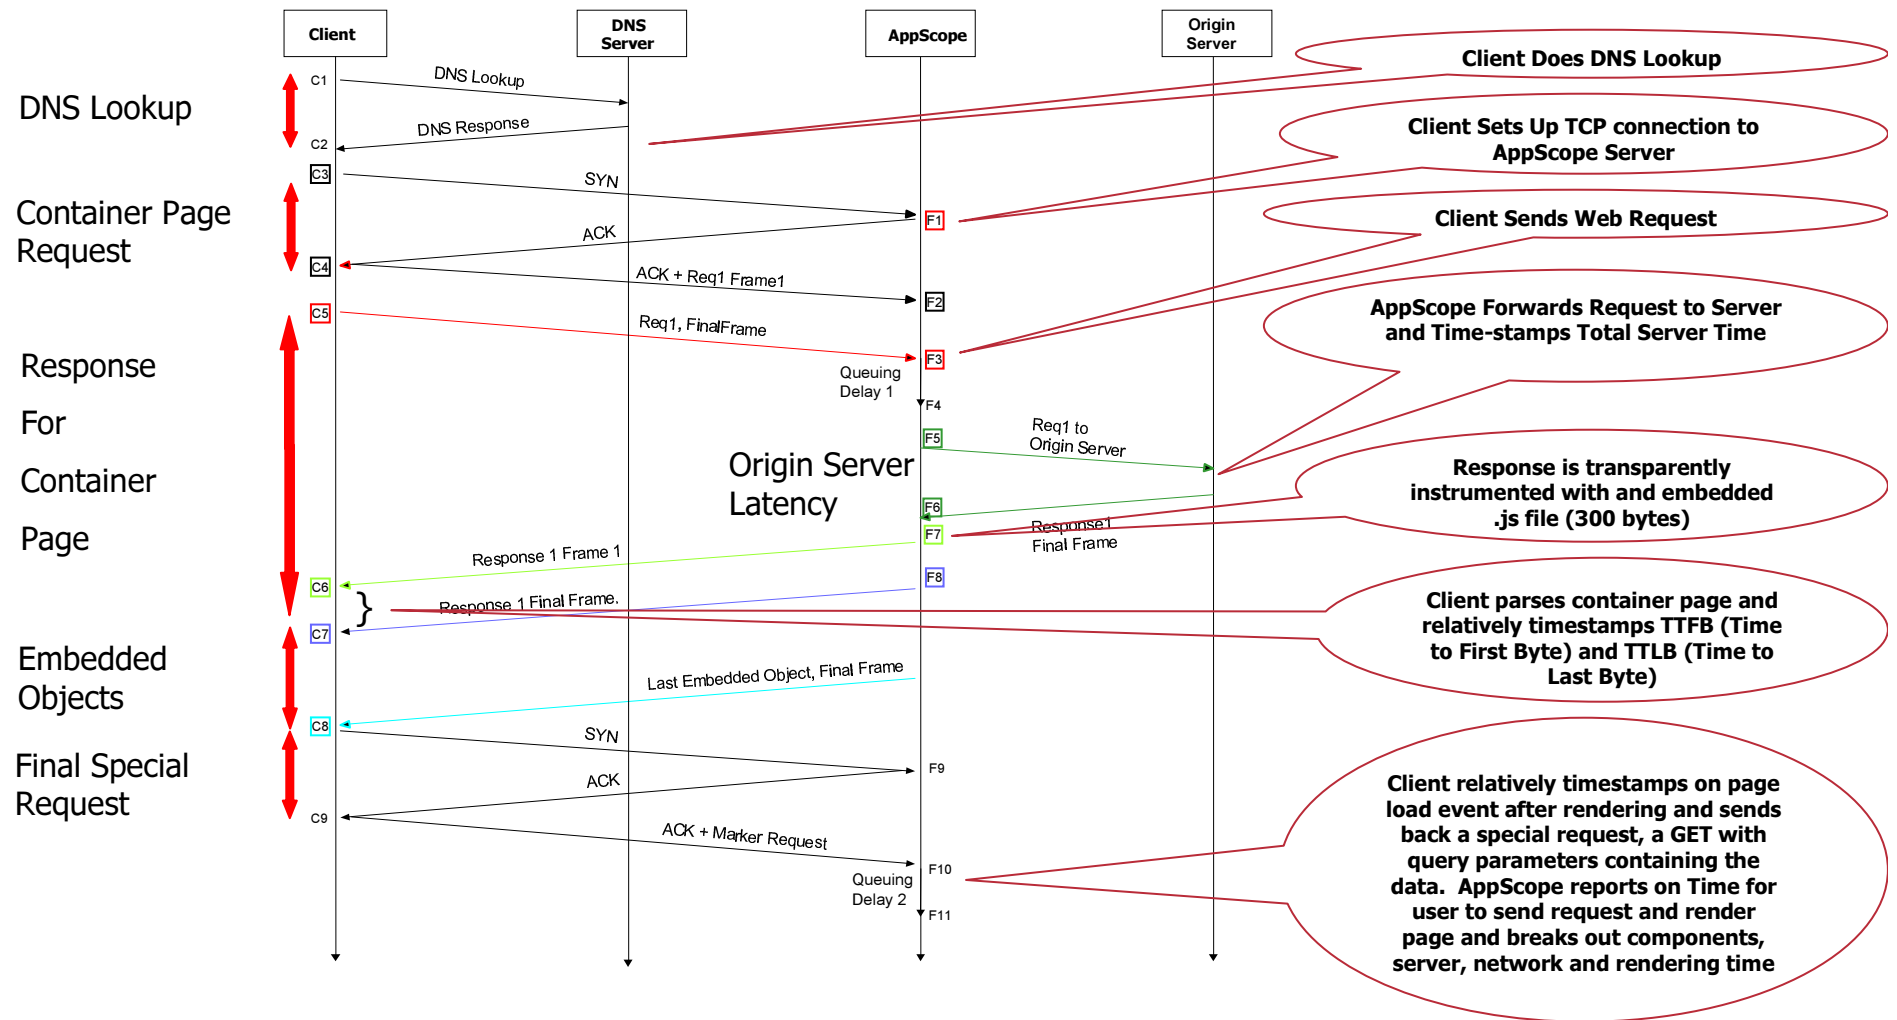 Client
DNS
Server
AppScope
Origin
Server
Client Does DNS Lookup
C1
DNS Lookup
DNS Lookup
DNS Response
C2
Client Sets Up TCP connection to
AppScope Server
C3
SYN
F1
Container Page
Request
ACK
Client Sends Web Request
C4
ACK + Req1 Frame1
F2
C5
Req1, FinalFrame
F3
AppScope Forwards Request to Server
and Time-stamps Total Server Time
Response
For
Container
Page
Queuing
Delay 1
F4
F5
Req1 to
Origin Server
Origin Server
Latency
F6
Response is transparently
instrumented with and embedded
.js file (300 bytes)
F7
Response1
Final Frame
Response 1 Frame 1
C6
F8
}
Response 1 Final Frame.
C7
Client parses container page and
relatively timestamps TTFB (Time
to First Byte) and TTLB (Time to
Last Byte)
Embedded
Objects
Last Embedded Object, Final Frame
C8
SYN
F9
Final Special
Request
ACK
C9
ACK + Marker Request
F10
Queuing
Delay 2
F11
Client relatively timestamps on page
load event after rendering and sends
back a special request, a GET with
query parameters containing the
data.  AppScope reports on Time for
user to send request and render
page and breaks out components,
server, network and rendering time